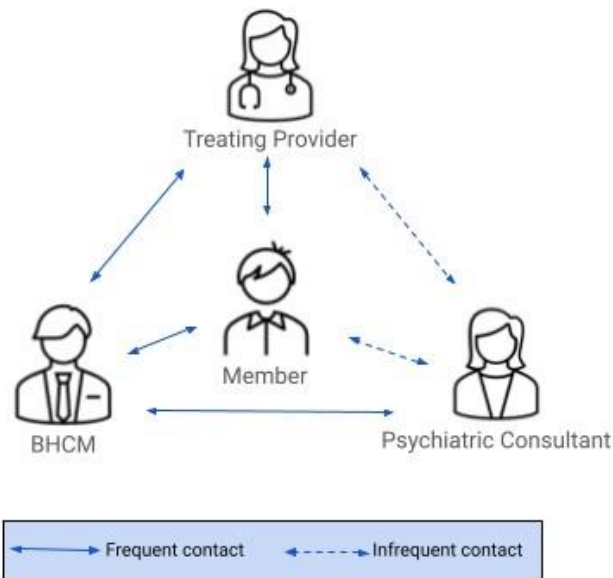 Treating Provider
Member
BHCM
Psychiatric Consultant
Frequent contact
Infrequent contact